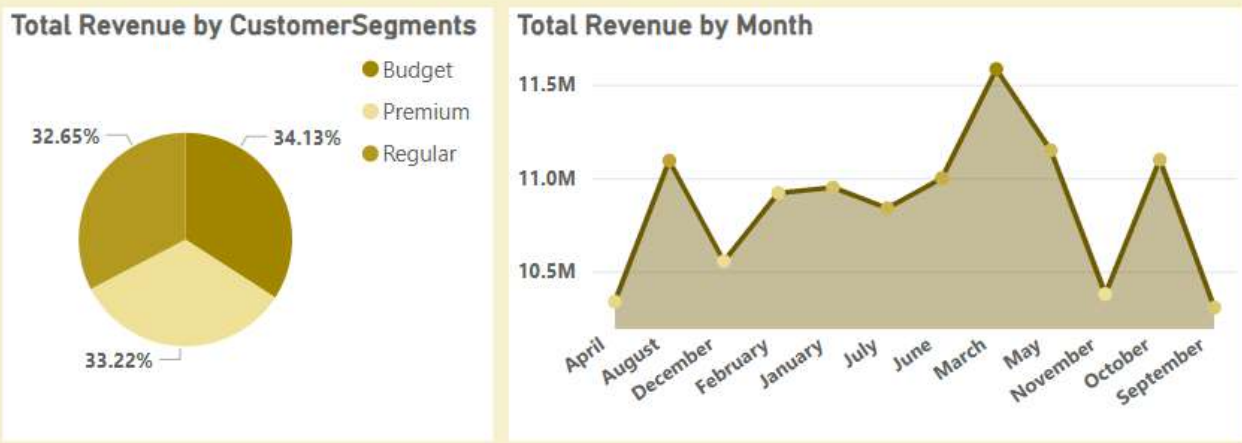 Total Revenue by CustomerSegments
Budget
Premium
Regular
32.65%
34.13%
33.22%
Total Revenue by Month
11.5M
11.0M
10.5M
April
August
December
February
January
July
June
March
May
November
October
September